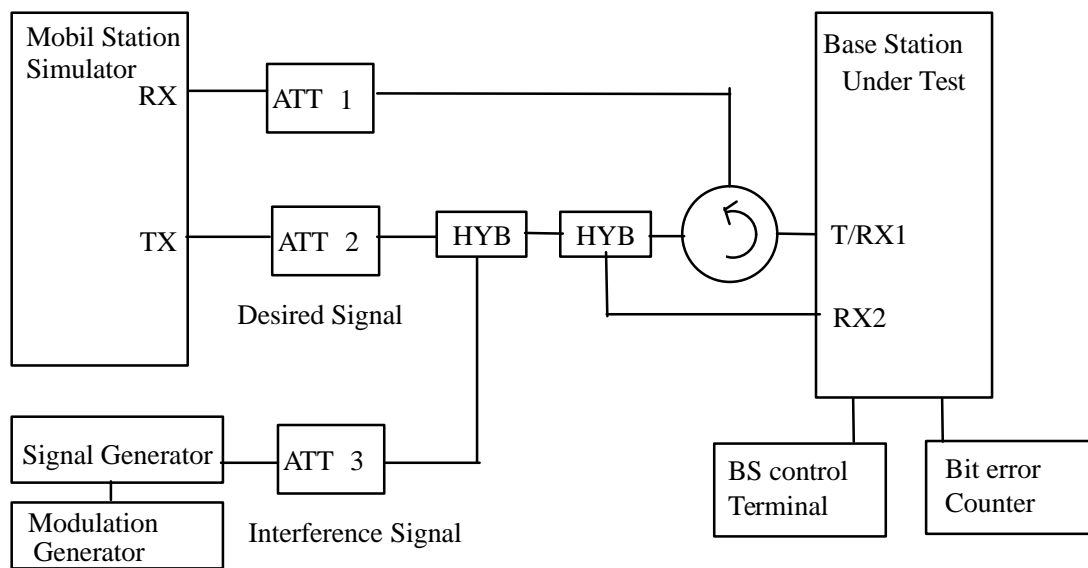 Mobil Station
Simulator
RX
TX
ATT 1
ATT 2
Desired Signal
HYB
HYB
Base Station
Under Test
T/RX1
RX2
Signal Generator
Modulation
Generator
ATT 3
Interference Signal
BS control
Terminal
Bit error
Counter